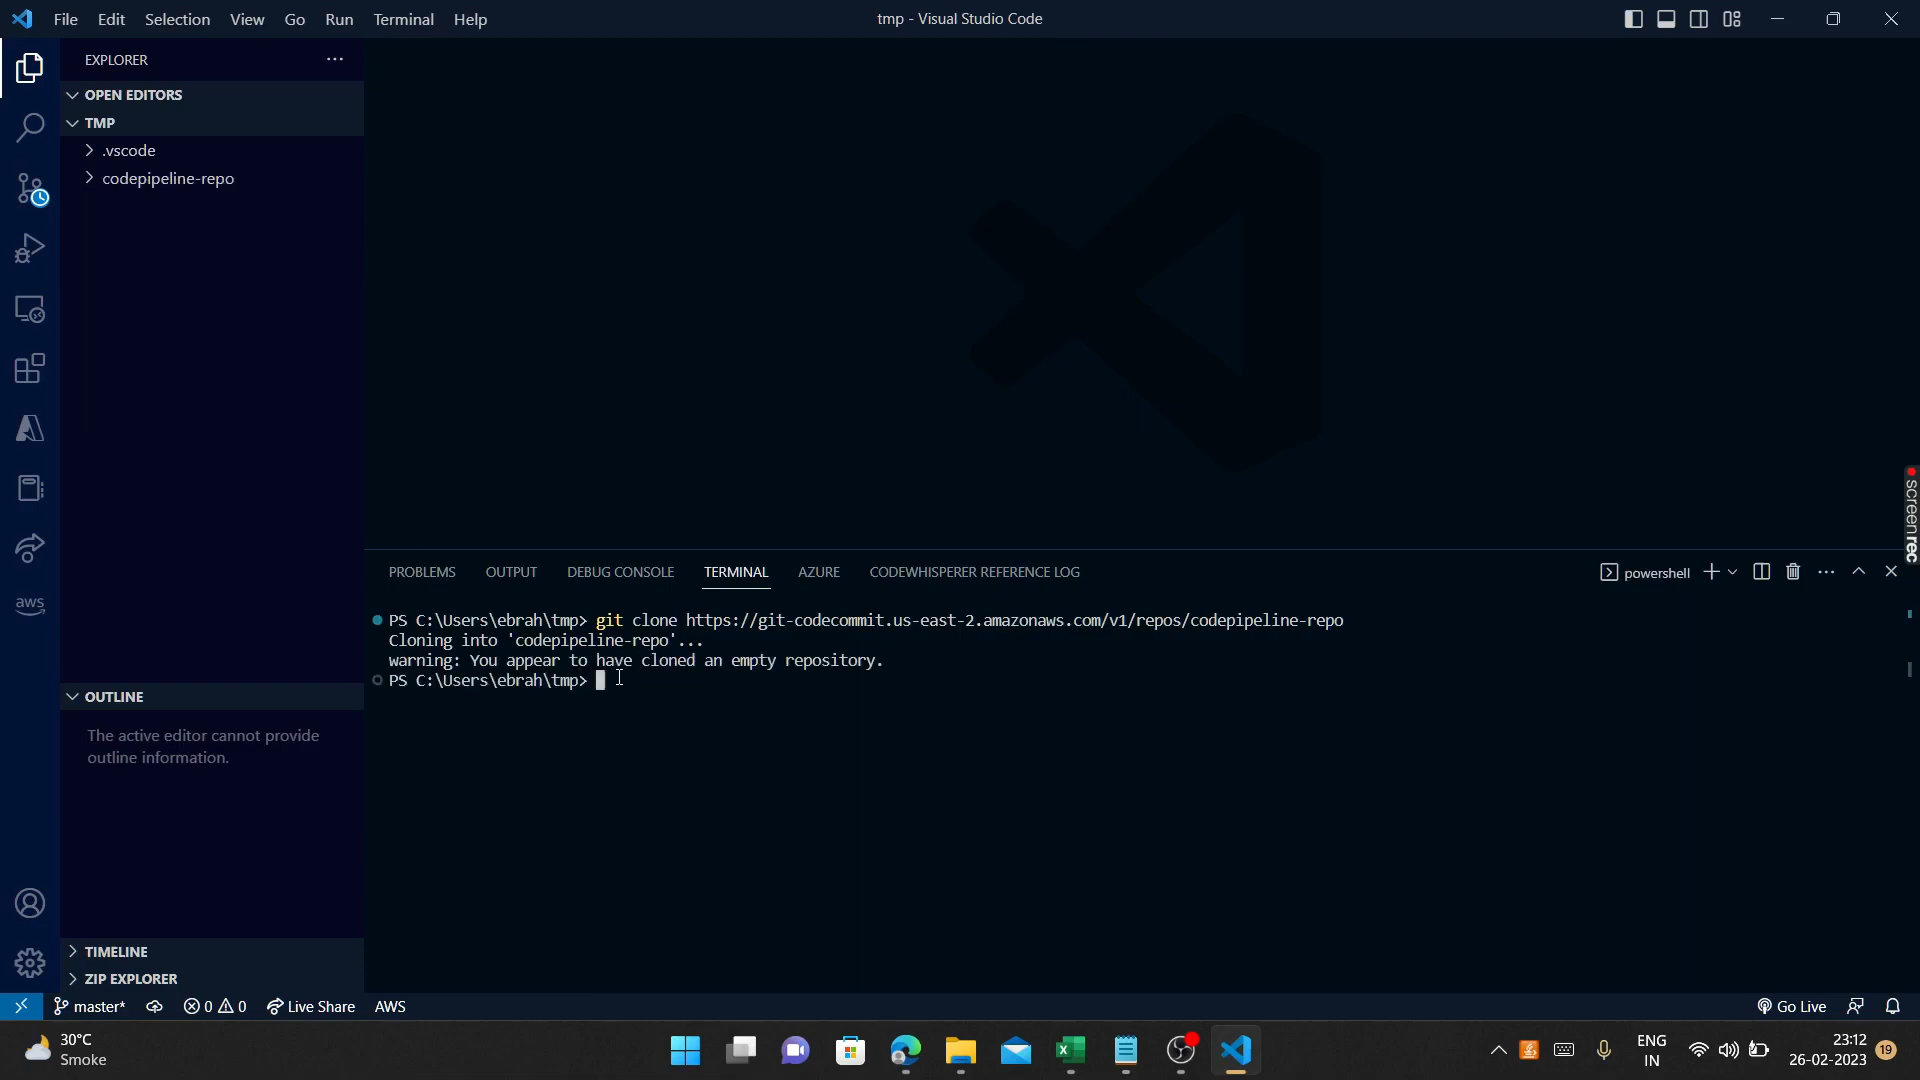 File Edit Selection View Go Run Terminal Help
tmp - Visual Studio Code
EXPLORER
OPEN EDITORS
TMP
.vscode
codepipeline-repo
PROBLEMS OUTPUT DEBUG CONSOLE TERMINAL AZURE CODEWHISPERER REFERENCE LOG
powershell
PS C:\Users\ebrah\tmp> git clone https://git-codecommit.us-east-2.amazonaws.com/v1/repos/codepipeline-repo
Cloning into 'codepipeline-repo'...
warning: You appear to have cloned an empty repository.
PS C:\Users\ebrah\tmp>
screenrec
aws
OUTLINE
The active editor cannot provide
outline information.
TIMELINE
ZIP EXPLORER
master* 0 0 Live Share AWS
Go Live
30°C
Smoke
ENG
IN
23:12
26-02-2023
19